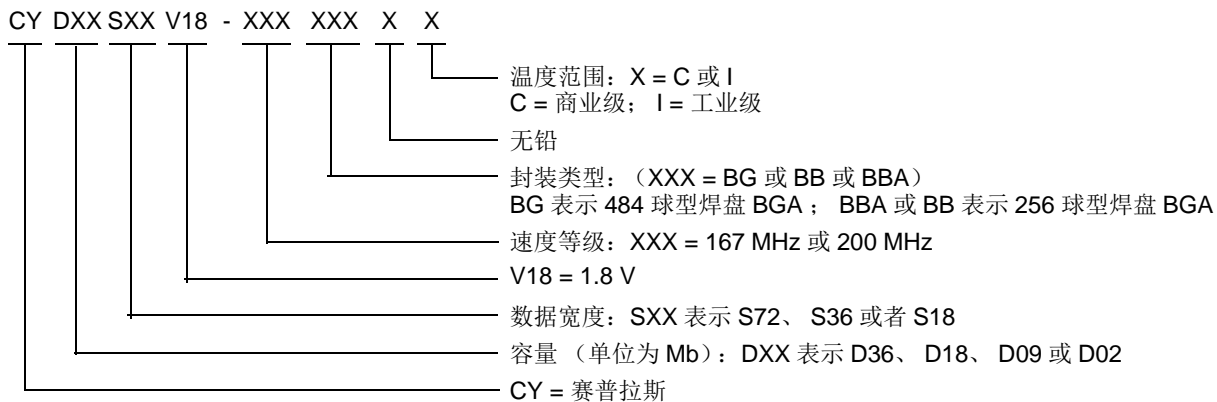 CY DXX SXX V18 - XXX XXX X X
温度范围：X = C 或 I
C = 商业级； I = 工业级
无铅
封装类型：（XXX = BG 或 BB 或 BBA）
BG 表示 484 球型焊盘 BGA ； BBA 或 BB 表示 256 球型焊盘 BGA
速度等级：XXX = 167 MHz 或 200 MHz
V18 = 1.8 V
数据宽度：SXX 表示 S72、 S36 或者 S18
容量 （单位为 Mb）：DXX 表示 D36、 D18、 D09 或 D02
CY = 赛普拉斯